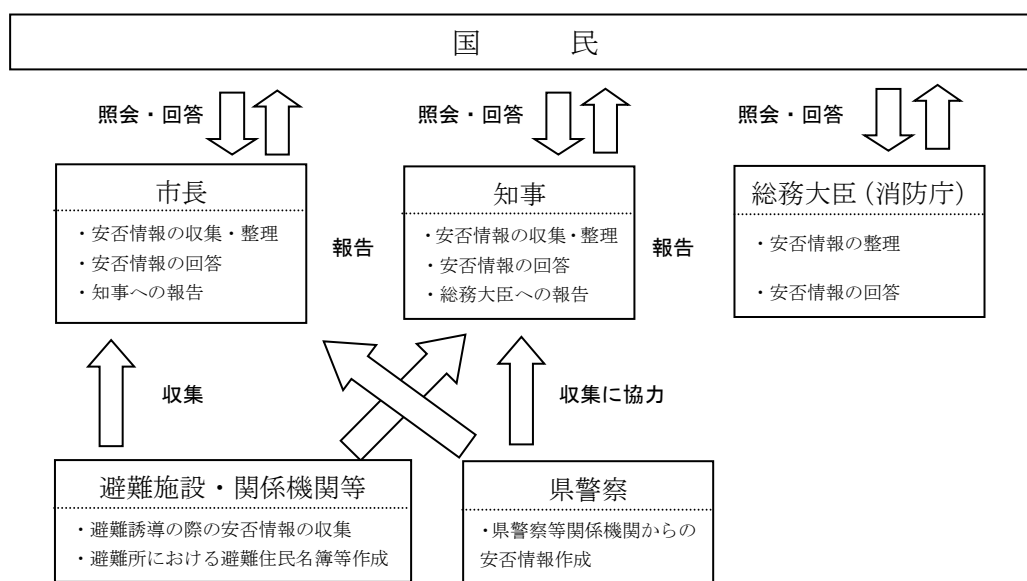 国　　　民
照会・回答
照会・回答
照会・回答
市長
・安否情報の収集・整理
・安否情報の回答
・知事への報告
報告
知事
・安否情報の収集・整理
・安否情報の回答
・総務大臣への報告
報告
総務大臣(消防庁)
・安否情報の整理
・安否情報の回答
収集
収集に協力
避難施設・関係機関等
・避難誘導の際の安否情報の収集
・避難所における避難住民名簿等作成
県警察
・県警察等関係機関からの
安否情報作成